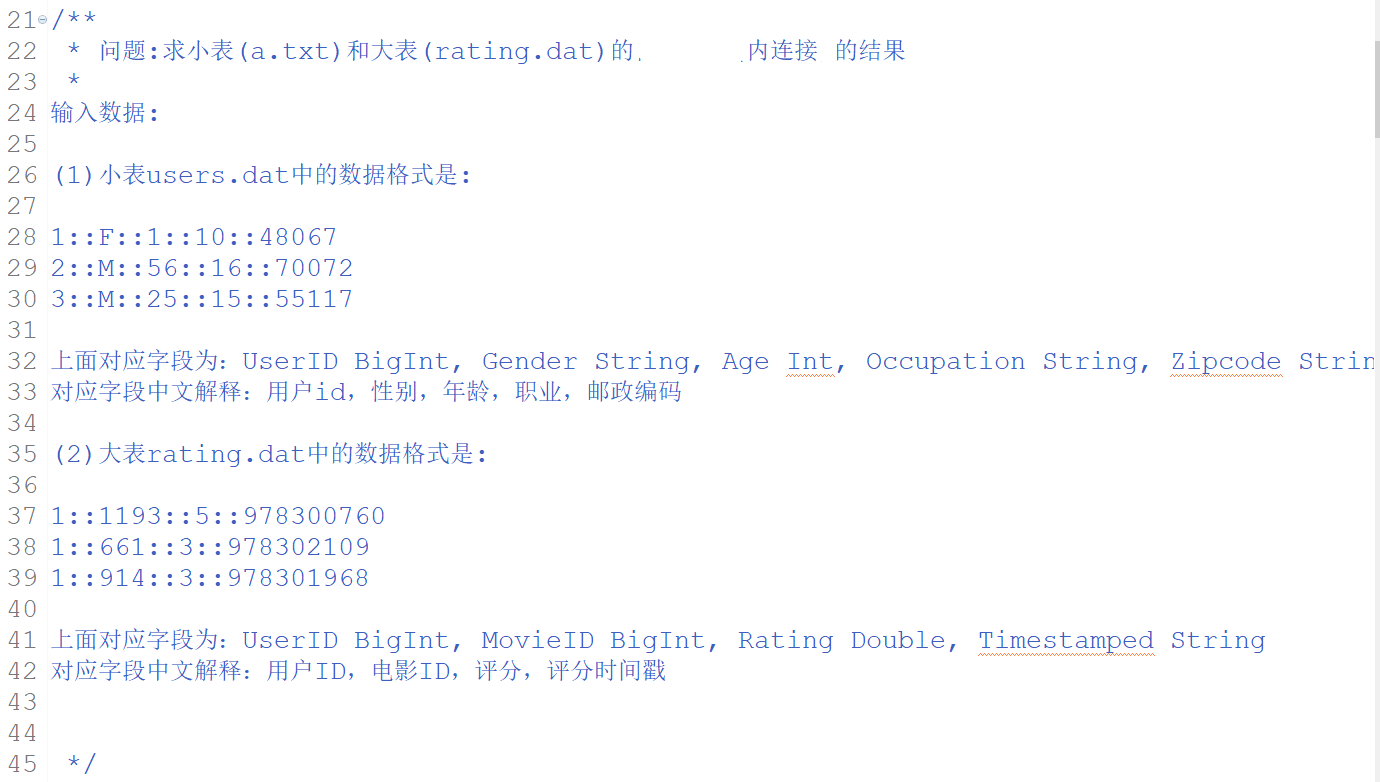 21 /**
22  * 问题:求小表(a.txt)和大表(rating.dat)的 内连接 的结果
23  *
24 输入数据:
25
26 (1)小表users.dat中的数据格式是:
27
28 1::F::1::10::48067
29 2::M::56::16::70072
30 3::M::25::15::55117
31
32 上面对应字段为: UserID BigInt, Gender String, Age Int, Occupation String, Zipcode Strin
33 对应字段中文解释: 用户id, 性别, 年龄, 职业, 邮政编码
34
35 (2)大表rating.dat中的数据格式是:
36
37 1::1193::5::978300760
38 1::661::3::978302109
39 1::914::3::978301968
40
41 上面对应字段为: UserID BigInt, MovieID BigInt, Rating Double, Timestamped String
42 对应字段中文解释: 用户ID, 电影ID, 评分, 评分时间戳
43
44
45  */